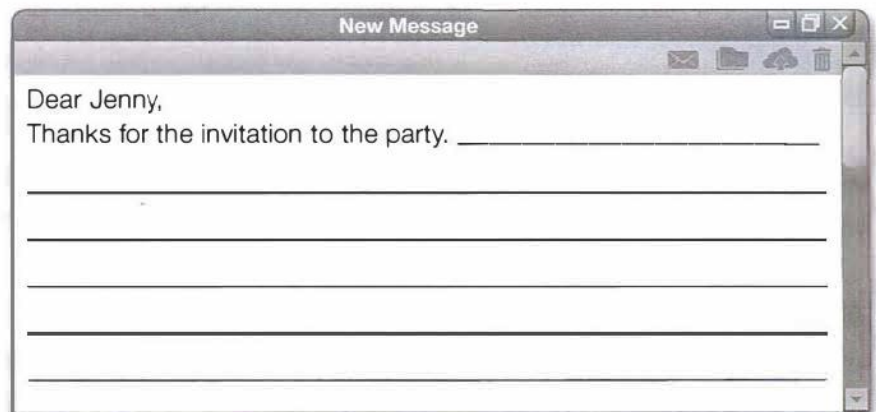 New Message
Dear Jenny,
Thanks for the invitation to the party.